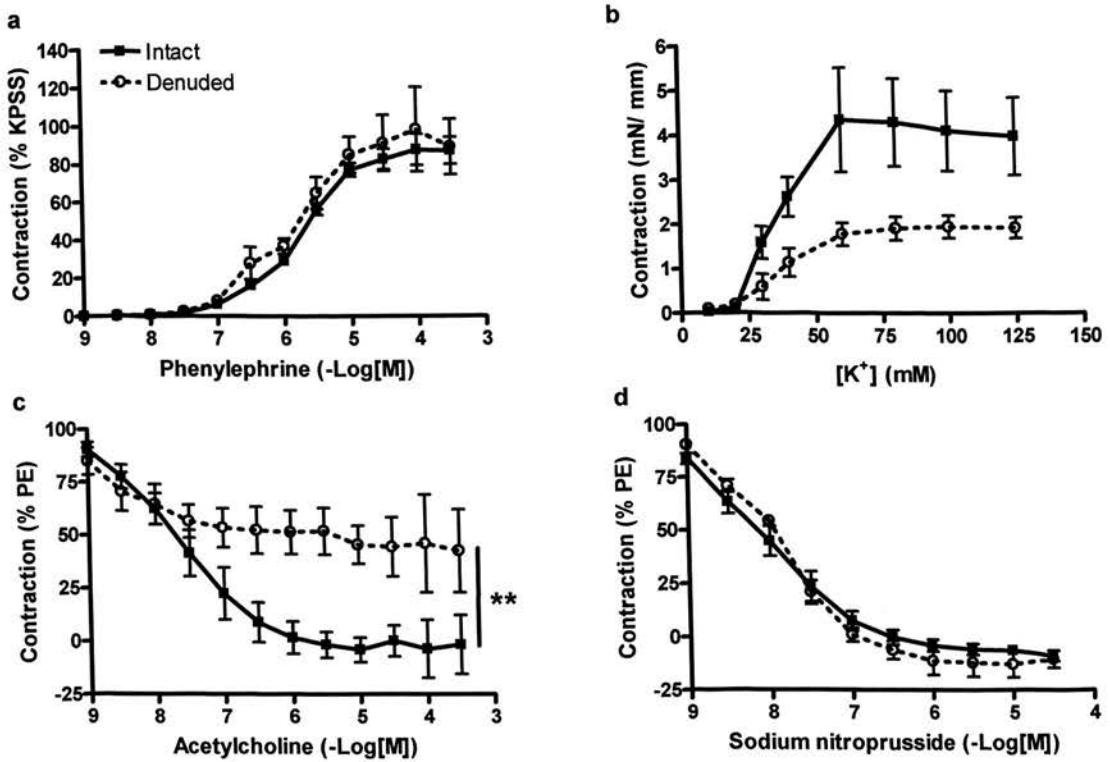 a
Intact
Denuded
Contraction (% KPSS)
140
120
100
80
60
40
20
0
9 8 7 6 5 4 3
Phenylephrine (-Log[M])
b
Contraction (mN/ mm)
6
5
4
3
2
1
0
0 25 50 75 100 125 150
[K⁺] (mM)
c
Contraction (% PE)
100
75
50
25
0
-25
**
9 8 7 6 5 4 3
Acetylcholine (-Log[M])
d
Contraction (% PE)
100
75
50
25
0
-25
9 8 7 6 5 4
Sodium nitroprusside (-Log[M])